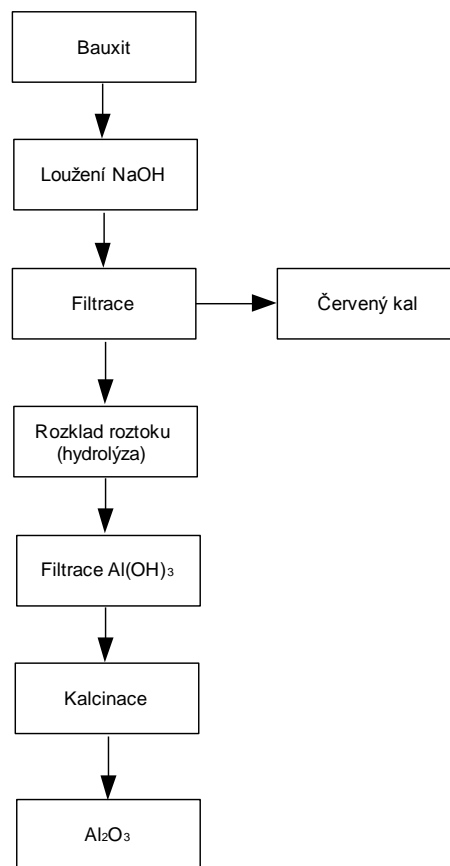 Bauxit
Loužení NaOH
Filtrace
Červený kal
Rozklad roztoku
(hydrolýza)
Filtrace Al(OH)₃
Kalcinace
Al₂O₃